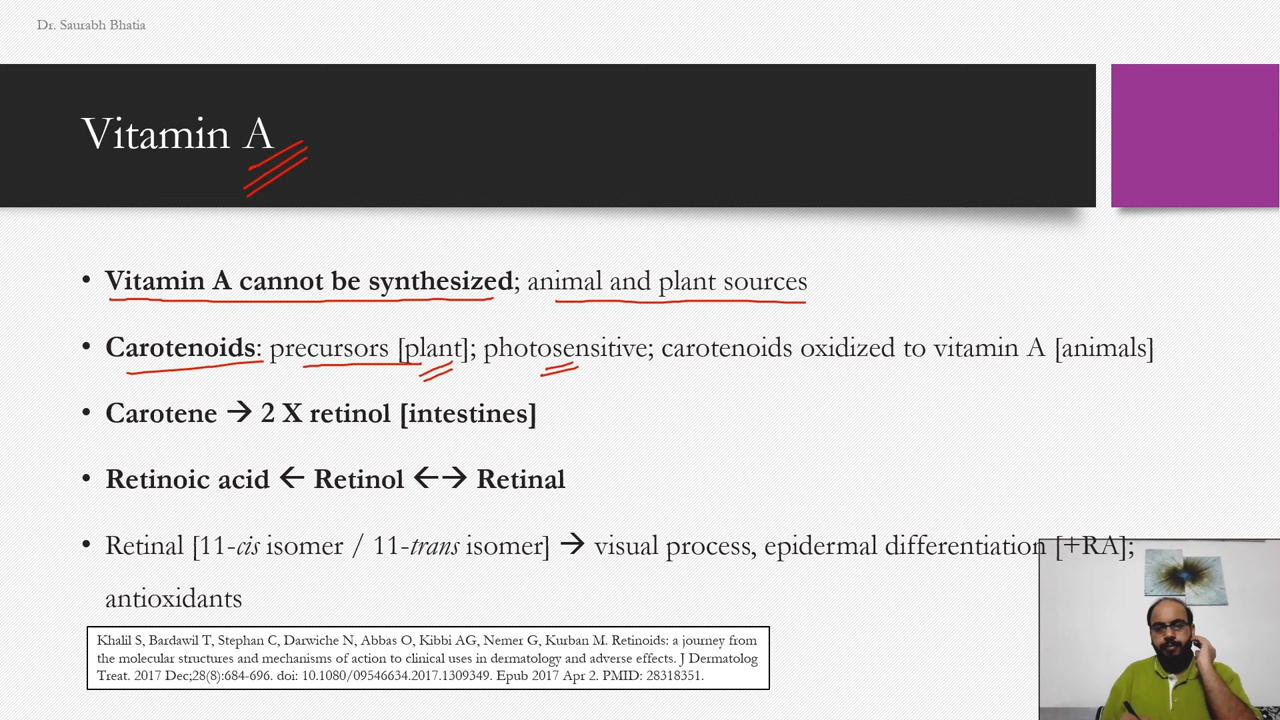 Dr. Saurabh Bhatia
Vitamin A
• Vitamin A cannot be synthesized; animal and plant sources
• Carotenoids: precursors [plant]; photosensitive; carotenoids oxidized to vitamin A [animals]
• Carotene → 2 X retinol [intestines]
• Retinoic acid ← Retinol ←→ Retinal
• Retinal [11-cis isomer / 11-trans isomer] → visual process, epidermal differentiation [+RA];
antioxidants
Khalil S, Bardawil T, Stephan C, Darwiche N, Abbas O, Kibbi AG, Nemer G, Kurban M. Retinoids: a journey from
the molecular structures and mechanisms of action to clinical uses in dermatology and adverse effects. J Dermatolog
Treat. 2017 Dec;28(8):684-696. doi: 10.1080/09546634.2017.1309349. Epub 2017 Apr 2. PMID: 28318351.